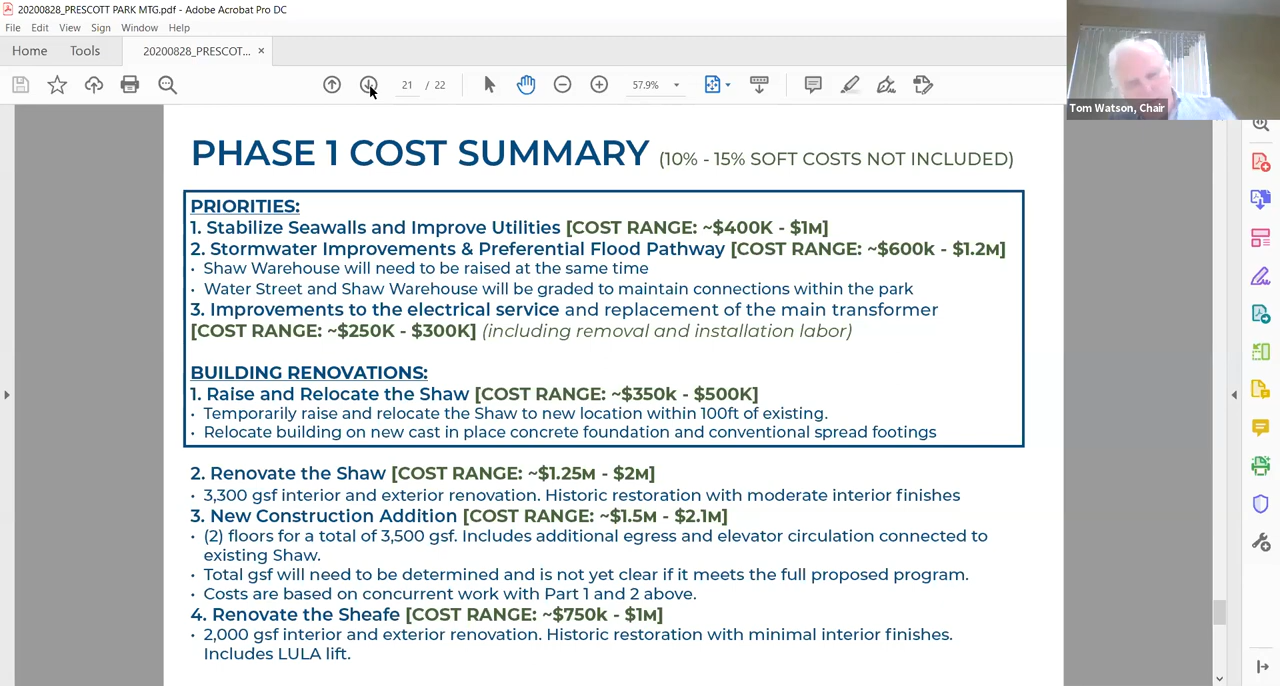 20200828_PRESCOTT PARK MTG.pdf - Adobe Acrobat Pro DC
File Edit View Sign Window Help
Home Tools 20200828_PRESCOT... ×
21 / 22 57.9%
Tom Watson, Chair
PHASE 1 COST SUMMARY (10% - 15% SOFT COSTS NOT INCLUDED)
PRIORITIES:
1. Stabilize Seawalls and Improve Utilities [COST RANGE: ~$400K - $1M]
2. Stormwater Improvements & Preferential Flood Pathway [COST RANGE: ~$600k - $1.2M]
• Shaw Warehouse will need to be raised at the same time
• Water Street and Shaw Warehouse will be graded to maintain connections within the park
3. Improvements to the electrical service and replacement of the main transformer
[COST RANGE: ~$250K - $300K] (including removal and installation labor)
BUILDING RENOVATIONS:
1. Raise and Relocate the Shaw [COST RANGE: ~$350k - $500K]
• Temporarily raise and relocate the Shaw to new location within 100ft of existing.
• Relocate building on new cast in place concrete foundation and conventional spread footings
2. Renovate the Shaw [COST RANGE: ~$1.25M - $2M]
• 3,300 gsf interior and exterior renovation. Historic restoration with moderate interior finishes
3. New Construction Addition [COST RANGE: ~$1.5M - $2.1M]
• (2) floors for a total of 3,500 gsf. Includes additional egress and elevator circulation connected to
existing Shaw.
• Total gsf will need to be determined and is not yet clear if it meets the full proposed program.
• Costs are based on concurrent work with Part 1 and 2 above.
4. Renovate the Sheafe [COST RANGE: ~$750k - $1M]
• 2,000 gsf interior and exterior renovation. Historic restoration with minimal interior finishes.
Includes LULA lift.